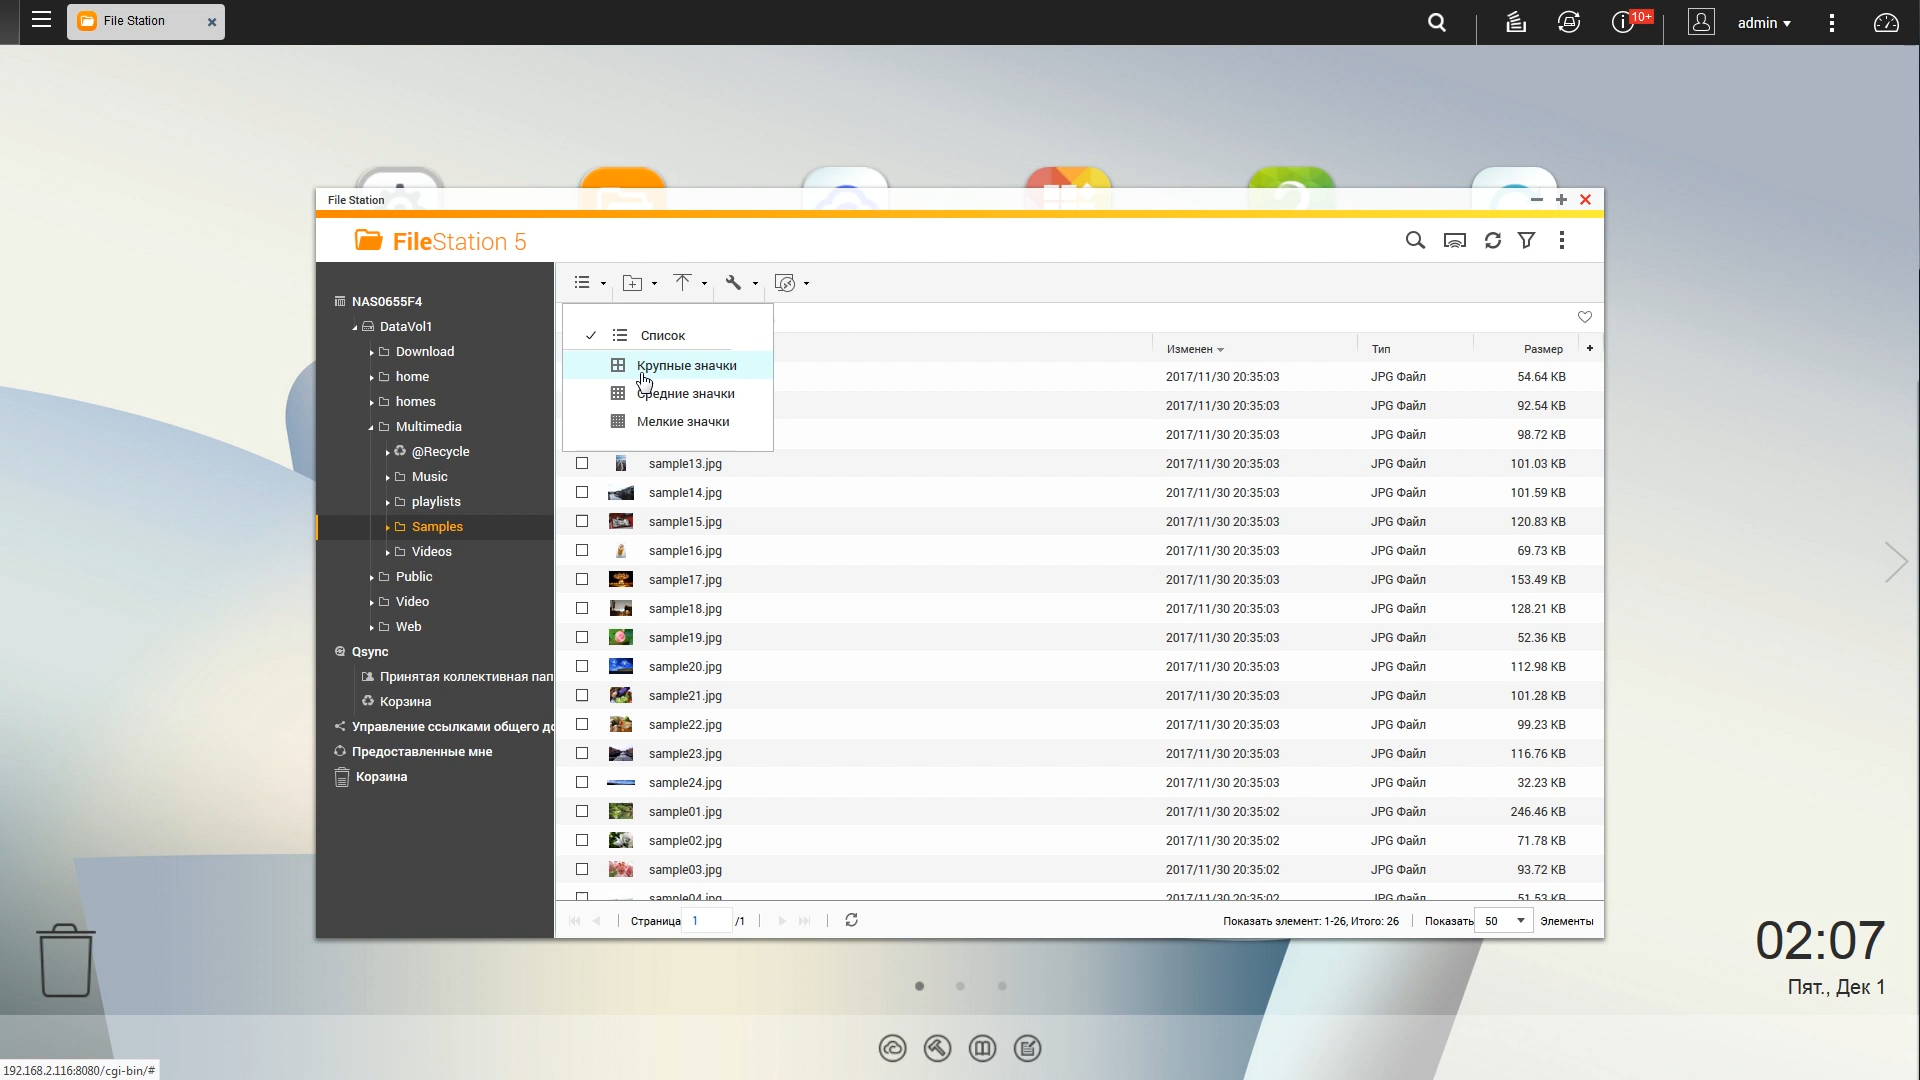 File Station
10+
admin
File Station
FileStation 5
NAS0655F4
DataVol1
Download
home
homes
Multimedia
@Recycle
Music
playlists
Samples
Videos
Public
Video
Web
Qsync
Принятая коллективная пап
Корзина
Управление ссылками общего до
Предоставленные мне
Корзина
Список
Крупные значки
Средние значки
Мелкие значки
Изменен Тип Размер +
2017/11/30 20:35:03 JPG Файл 54.64 KB
2017/11/30 20:35:03 JPG Файл 92.54 KB
2017/11/30 20:35:03 JPG Файл 98.72 KB
sample13.jpg 2017/11/30 20:35:03 JPG Файл 101.03 KB
sample14.jpg 2017/11/30 20:35:03 JPG Файл 101.59 KB
sample15.jpg 2017/11/30 20:35:03 JPG Файл 120.83 KB
sample16.jpg 2017/11/30 20:35:03 JPG Файл 69.73 KB
sample17.jpg 2017/11/30 20:35:03 JPG Файл 153.49 KB
sample18.jpg 2017/11/30 20:35:03 JPG Файл 128.21 KB
sample19.jpg 2017/11/30 20:35:03 JPG Файл 52.36 KB
sample20.jpg 2017/11/30 20:35:03 JPG Файл 112.98 KB
sample21.jpg 2017/11/30 20:35:03 JPG Файл 101.28 KB
sample22.jpg 2017/11/30 20:35:03 JPG Файл 99.23 KB
sample23.jpg 2017/11/30 20:35:03 JPG Файл 116.76 KB
sample24.jpg 2017/11/30 20:35:03 JPG Файл 32.23 KB
sample01.jpg 2017/11/30 20:35:02 JPG Файл 246.46 KB
sample02.jpg 2017/11/30 20:35:02 JPG Файл 71.78 KB
sample03.jpg 2017/11/30 20:35:02 JPG Файл 93.72 KB
sample04.jpg 2017/11/30 20:35:02 JPG Файл 51.53 KB
Страница 1 /1 Показать элемент: 1-26, Итого: 26 Показать 50 Элементы
02:07
Пят., Дек 1
192.168.2.116:8080/cgi-bin/#